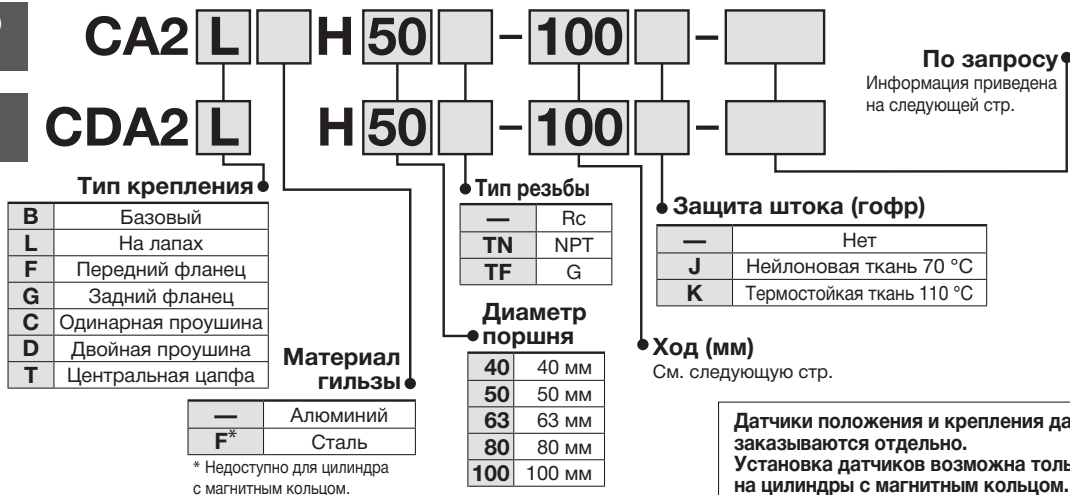 CA2 L H 50 – 100 –
По запросу
Информация приведена
на следующей стр.
CDA2 L H 50 – 100 –
Тип крепления
B Базовый
L На лапах
F Передний фланец
G Задний фланец
C Одинарная проушина
D Двойная проушина
T Центральная цапфа
Материал
гильзы
— Алюминий
F* Сталь
* Недоступно для цилиндра
с магнитным кольцом.
Тип резьбы
— Rc
TN NPT
TF G
Диаметр
поршня
40 40 мм
50 50 мм
63 63 мм
80 80 мм
100 100 мм
Защита штока (гофр)
— Нет
J Нейлоновая ткань 70 °C
K Термостойкая ткань 110 °C
Ход (мм)
См. следующую стр.
Датчики положения и крепления
заказываются отдельно.
Установка датчиков возможна
на цилиндры с магнитным кольцом.